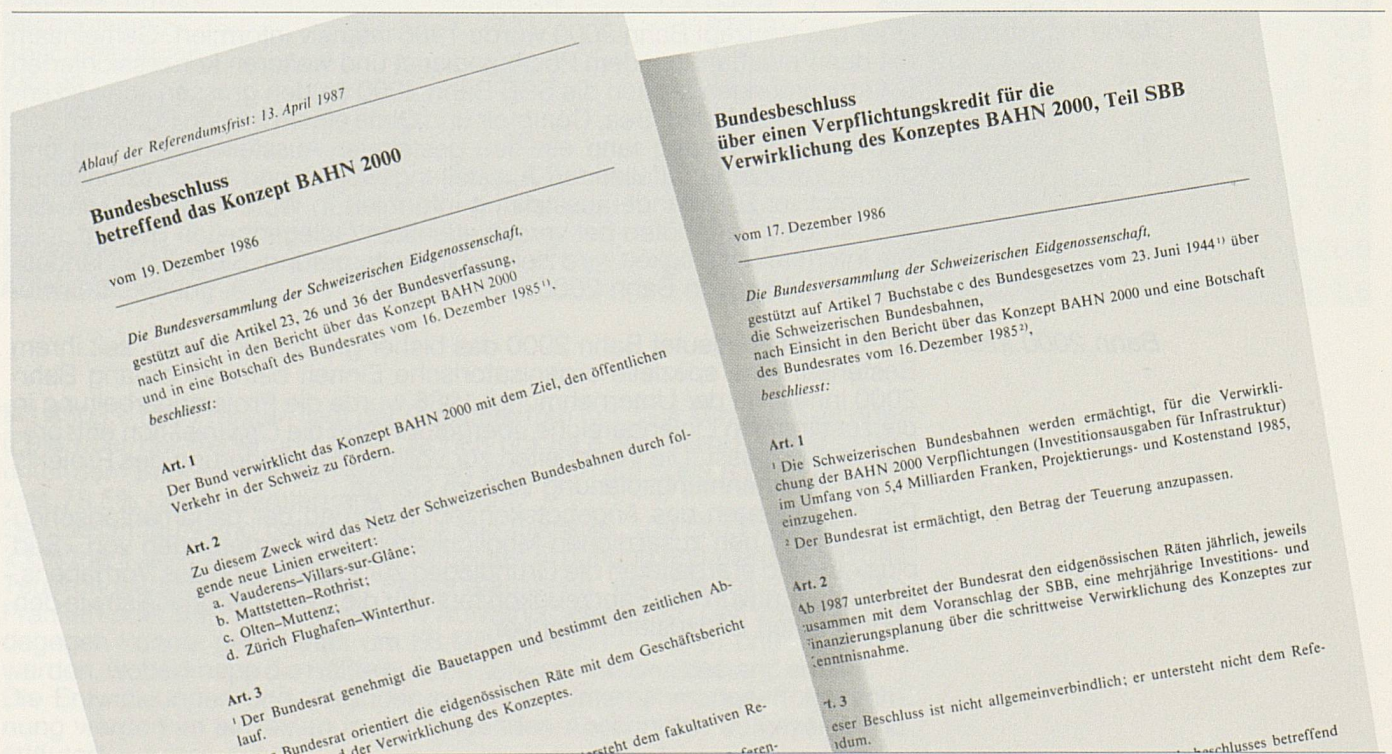 Ablauf der Referendumsfrist: 13. April 1987
Bundesbeschluss
betreffend das Konzept BAHN 2000
vom 19. Dezember 1986
Die Bundesversammlung der Schweizerischen Eidgenossenschaft,
gestützt auf die Artikel 23, 26 und 36 der Bundesverfassung,
nach Einsicht in den Bericht über das Konzept BAHN 2000
und in eine Botschaft des Bundesrates vom 16. Dezember 1985¹⁾,
beschliesst:
Art. 1
Der Bund verwirklicht das Konzept BAHN 2000 mit dem Ziel, den öffentlichen
Verkehr in der Schweiz zu fördern.
Art. 2
Zu diesem Zweck wird das Netz der Schweizerischen Bundesbahnen durch fol-
gende neue Linien erweitert:
a. Vauderens–Villars-sur-Glâne;
b. Mattstetten–Rothrist;
c. Olten–Muttenz;
d. Zürich Flughafen–Winterthur.
Art. 3
¹ Der Bundesrat genehmigt die Bauetappen und bestimmt den zeitlichen Ab-
lauf.
Bundesrat orientiert die eidgenössischen Räte mit dem Geschäftsbericht
der Verwirklichung des Konzeptes.
untersteht dem fakultativen Re-
feren-
Bundesbeschluss
über einen Verpflichtungskredit für die
Verwirklichung des Konzeptes BAHN 2000, Teil SBB
vom 17. Dezember 1986
Die Bundesversammlung der Schweizerischen Eidgenossenschaft,
gestützt auf Artikel 7 Buchstabe c des Bundesgesetzes vom 23. Juni 1944¹⁾ über
die Schweizerischen Bundesbahnen,
nach Einsicht in den Bericht über das Konzept BAHN 2000 und eine Botschaft
des Bundesrates vom 16. Dezember 1985²⁾,
beschliesst:
Art. 1
¹ Die Schweizerischen Bundesbahnen werden ermächtigt, für die Verwirkli-
chung der BAHN 2000 Verpflichtungen (Investitionsausgaben für Infrastruktur)
im Umfang von 5,4 Milliarden Franken, Projektierungs- und Kostenstand 1985,
einzugehen.
² Der Bundesrat ist ermächtigt, den Betrag der Teuerung anzupassen.
Art. 2
Ab 1987 unterbreitet der Bundesrat den eidgenössischen Räten jährlich, jeweils
zusammen mit dem Voranschlag der SBB, eine mehrjährige Investitions- und
Finanzierungsplanung über die schrittweise Verwirklichung des Konzeptes zur
Kenntnisnahme.
rt. 3
eser Beschluss ist nicht allgemeinverbindlich; er untersteht nicht dem Refe-
ndum.
beschlusses betreffend